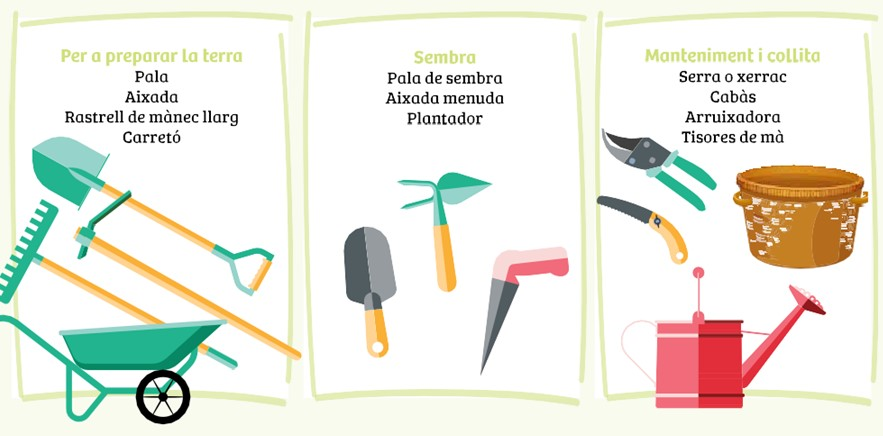 Per a preparar la terra
Pala
Aixada
Rastrell de mànec llarg
Carretó
Sembra
Pala de sembra
Aixada menuda
Plantador
Manteniment i collita
Serra o xerrac
Cabàs
Arruixadora
Tisores de mà